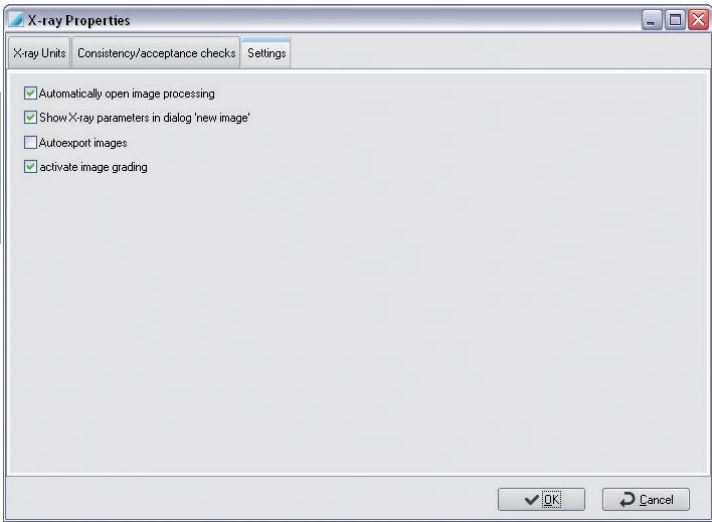 X-ray Properties
X-ray Units Consistency/acceptance checks Settings
Automatically open image processing
Show X-ray parameters in dialog 'new image'
Autoexport images
activate image grading
OK Cancel